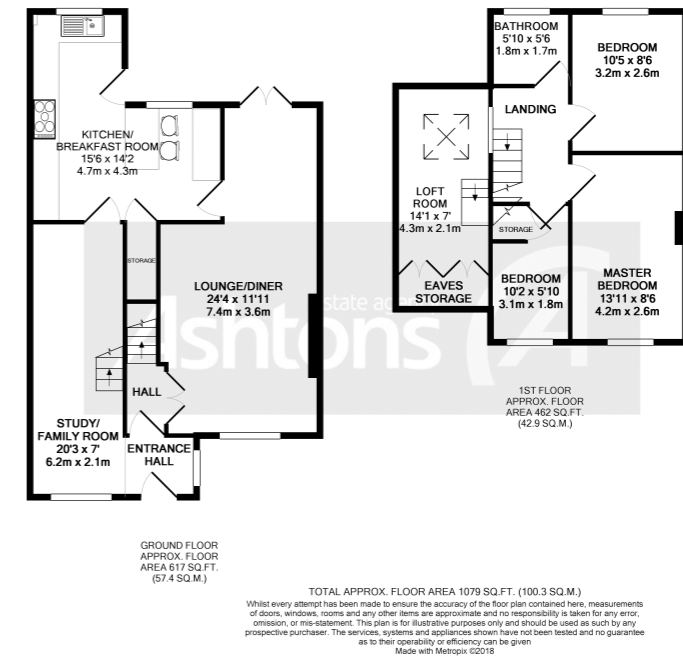 KITCHEN/
BREAKFAST ROOM
15'6 x 14'2
4.7m x 4.3m
STORAGE
LOUNGE/DINER
24'4 x 11'11
7.4m x 3.6m
HALL
STUDY/
FAMILY ROOM
20'3 x 7'
6.2m x 2.1m
ENTRANCE
HALL
GROUND FLOOR
APPROX. FLOOR
AREA 617 SQ.FT.
(57.4 SQ.M.)
BATHROOM
5'10 x 5'6
1.8m x 1.7m
BEDROOM
10'5 x 8'6
3.2m x 2.6m
LANDING
LOFT
ROOM
14'1 x 7'
4.3m x 2.1m
STORAGE
EAVES
STORAGE
BEDROOM
10'2 x 5'10
3.1m x 1.8m
MASTER
BEDROOM
13'11 x 8'6
4.2m x 2.6m
1ST FLOOR
APPROX. FLOOR
AREA 462 SQ.FT.
(42.9 SQ.M.)
estate agents
Ashtons
TOTAL APPROX. FLOOR AREA 1079 SQ.FT. (100.3 SQ.M.)
Whilst every attempt has been made to ensure the accuracy of the floor plan contained here, measurements
of doors, windows, rooms and any other items are approximate and no responsibility is taken for any error,
omission, or mis-statement. This plan is for illustrative purposes only and should be used as such by any
prospective purchaser. The services, systems and appliances shown have not been tested and no guarantee
as to their operability or efficiency can be given
Made with Metropix ©2018